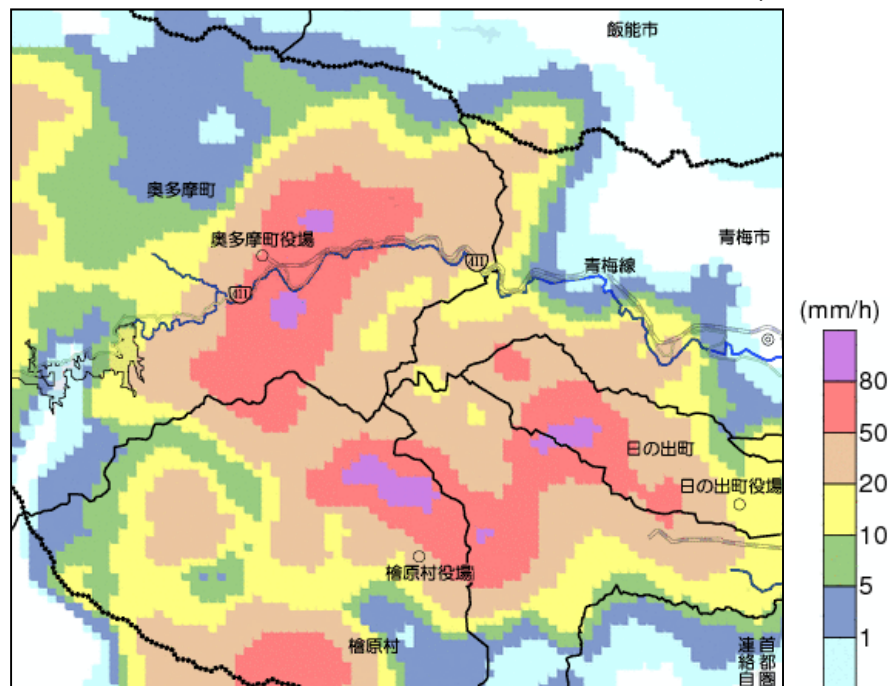 飯能市
奥多摩町
奥多摩町役場
青梅市
411
青梅線
411
(mm/h)
80
50
20
10
5
1
日の出町
日の出町役場
檜原村役場
檜原村
首都圏
連絡自